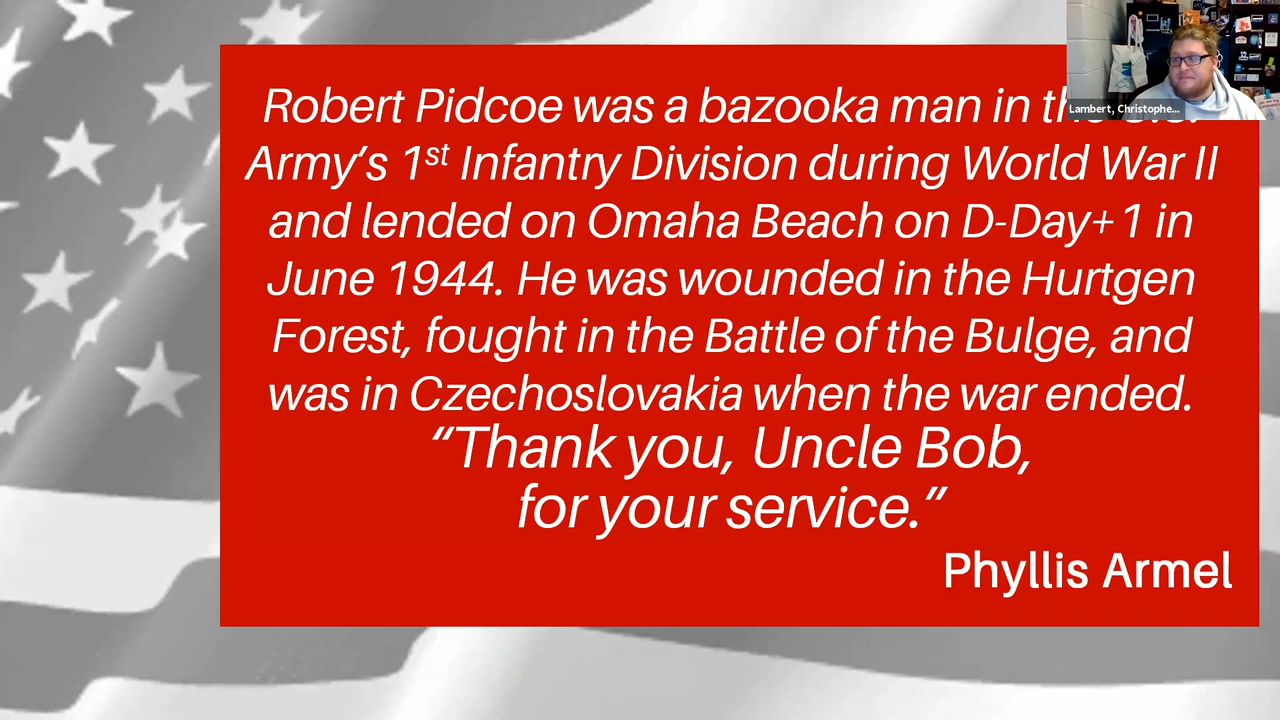 Robert Pidcoe was a bazooka man in
Army's 1st Infantry Division during World War II
and lended on Omaha Beach on D-Day+1 in
June 1944. He was wounded in the Hurtgen
Forest, fought in the Battle of the Bulge, and
was in Czechoslovakia when the war ended.
“Thank you, Uncle Bob,
for your service.”
Phyllis Armel
Lambert, Christophe...